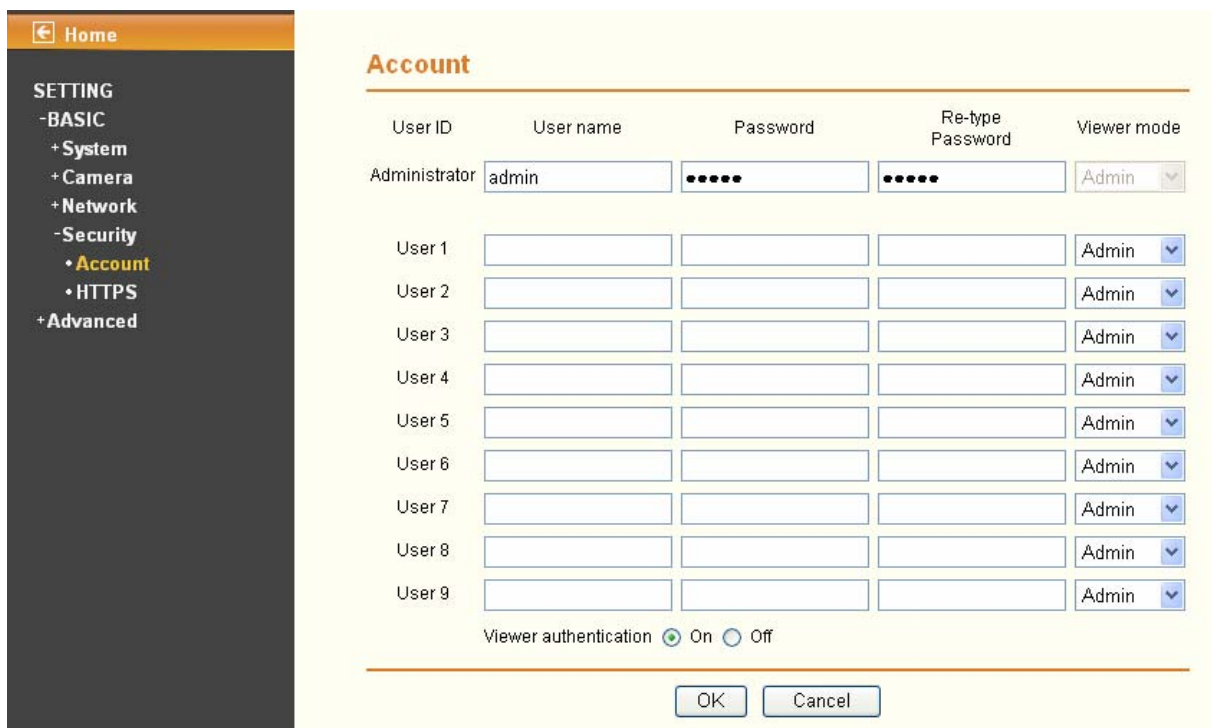 Home
SETTING
-BASIC
+System
+Camera
+Network
-Security
•Account
•HTTPS
+Advanced
Account
User ID User name Password Re-type Password Viewer mode
Administrator admin ••••• ••••• Admin
User 1 Admin
User 2 Admin
User 3 Admin
User 4 Admin
User 5 Admin
User 6 Admin
User 7 Admin
User 8 Admin
User 9 Admin
Viewer authentication On Off
OK Cancel